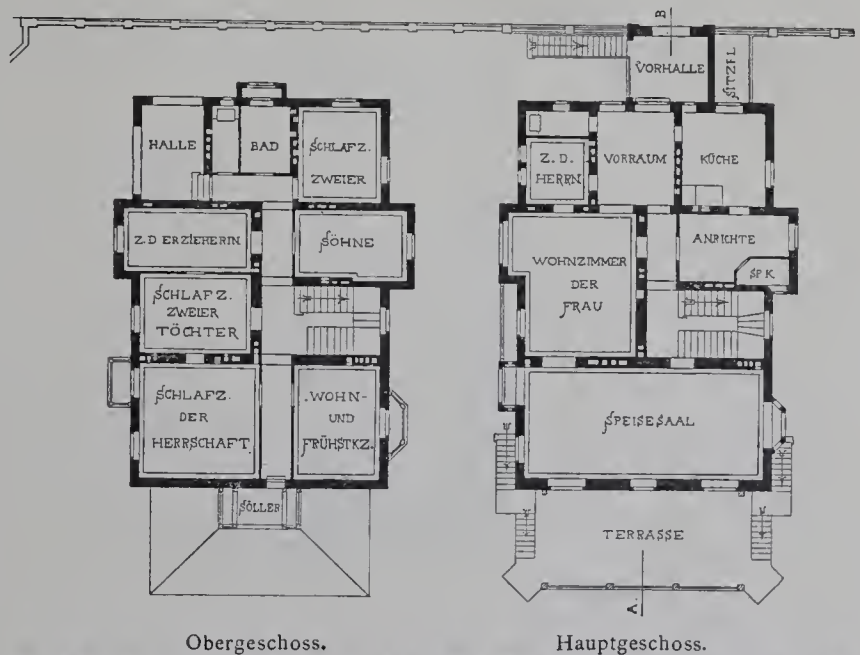 HALLE
BAD
SCHLAFZ.
ZWEIER
Z.D ERZIEHERIN
SÖHNE
SCHLAFZ.
ZWEIER
TÖCHTER
SCHLAFZ.
DER
HERRSCHAFT
WOHN-
UND
FRÜHSTKZ.
SÖLLER
Obergeschoss.
B
VORHALLE
SITZPL
Z. D.
HERRN
VORRAUM
KÜCHE
WOHNZIMMER
DER
FRAU
ANRICHTE
SP.K.
SPEISESAAL
TERRASSE
A.
Hauptgeschoss.